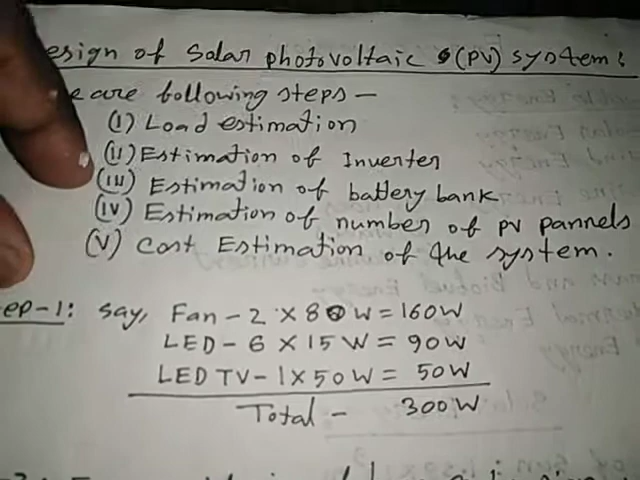 esign of Solar photovoltaic (PV) system:
are following steps —
(I) Load estimation
(II) Estimation of Inverter
(III) Estimation of battery bank
(IV) Estimation of number of PV pannels
(V) Cost Estimation of the system.
ep-1: say, Fan - 2 × 80 W = 160W
LED - 6 × 15 W = 90W
LED TV - 1 × 50 W = 50W
Total - 300W